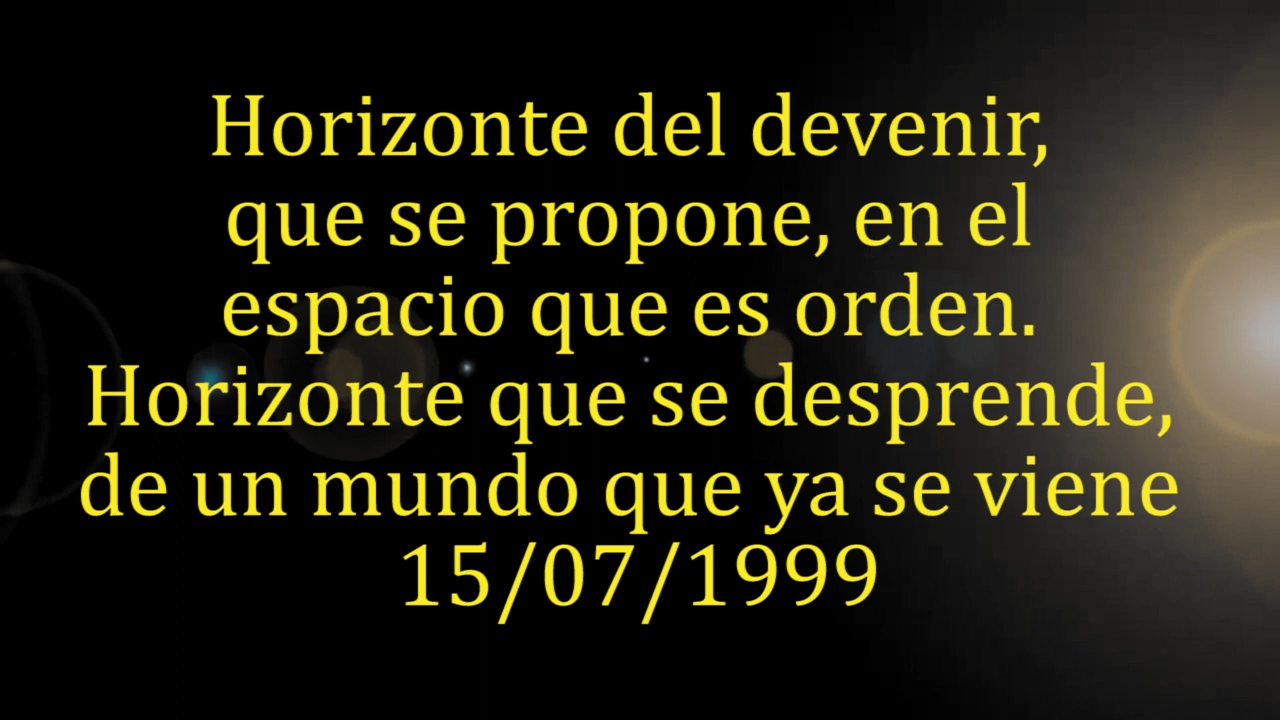 Horizonte del devenir,
que se propone, en el
espacio que es orden.
Horizonte que se desprende,
de un mundo que ya se viene
15/07/1999